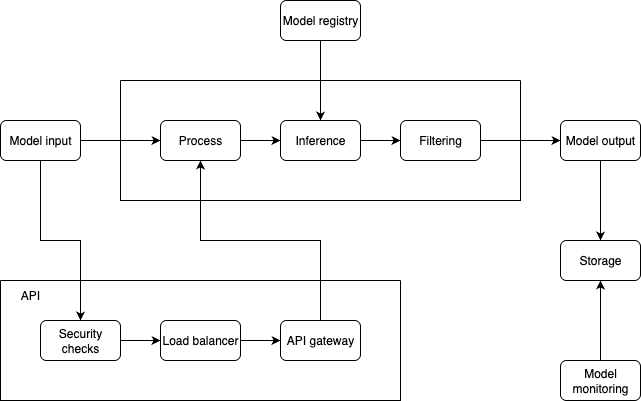 Model registry
Model input
Process
Inference
Filtering
Model output
Storage
API
Security
checks
Load balancer
API gateway
Model
monitoring